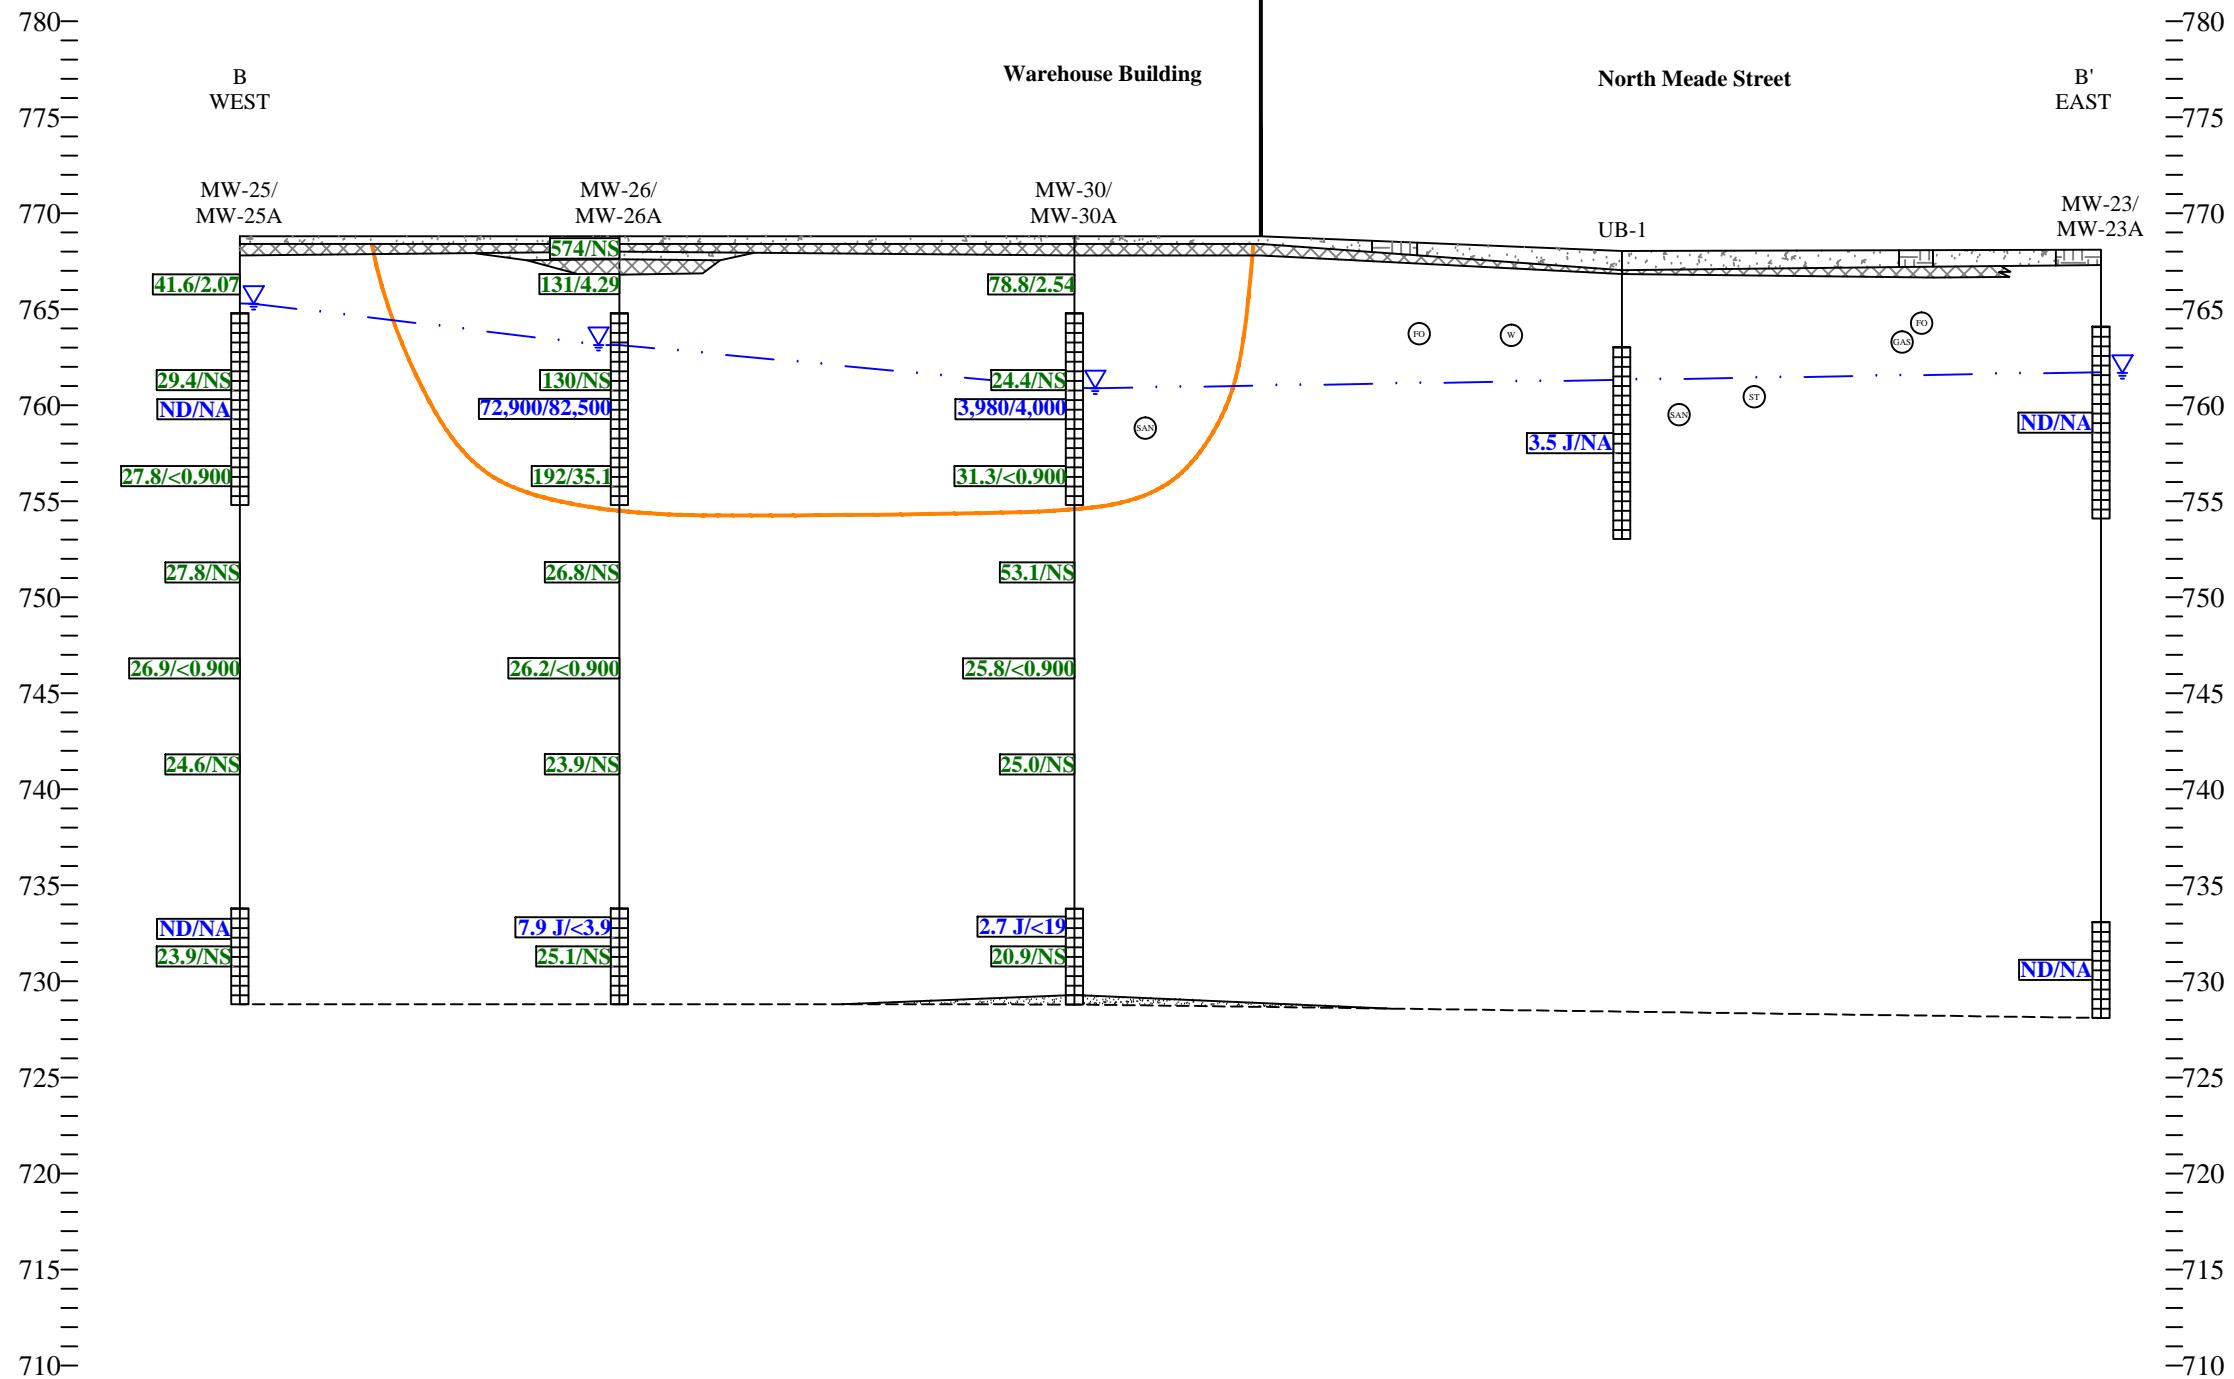 780
780
Warehouse Building
North Meade Street
B
WEST
B'
EAST
775
775
MW-25/
MW-25A
MW-26/
MW-26A
MW-30/
MW-30A
UB-1
MW-23/
MW-23A
770
770
574/NS
41.6/2.07
131/4.29
78.8/2.54
765
765
FO
W
GAS
FO
29.4/NS
130/NS
24.4/NS
ND/NA
72,900/82,500
3,980/4,000
760
760
SAN
SAN
ST
ND/NA
3.5 J/NA
27.8/<0.900
192/35.1
31.3/<0.900
755
755
27.8/NS
26.8/NS
53.1/NS
750
750
26.9/<0.900
26.2/<0.900
25.8/<0.900
745
745
24.6/NS
23.9/NS
25.0/NS
740
740
735
735
ND/NA
7.9 J/<3.9
2.7 J/<19
23.9/NS
25.1/NS
20.9/NS
ND/NA
730
730
725
725
720
720
715
715
710
710